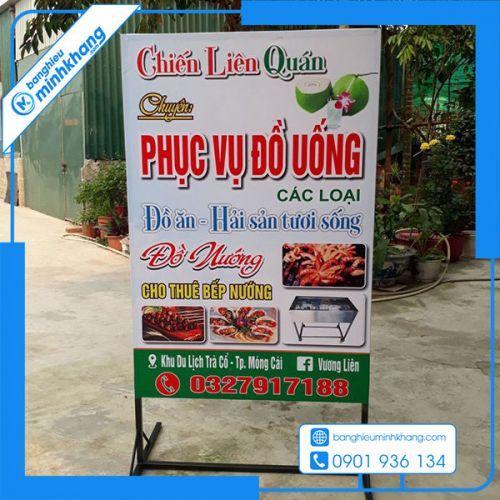 banghieu
minhkhang.com
Chiến Liên Quán
Chuyên:
PHỤC VỤ ĐỒ UỐNG
CÁC LOẠI
Đồ ăn - Hải sản tươi sống
Đồ Nướng
CHO THUÊ BẾP NƯỚNG
Khu Du Lịch Trà Cổ - Tp. Móng Cái
Vương Liên
0327917188
banghieuminhkhang.com
0901 936 134